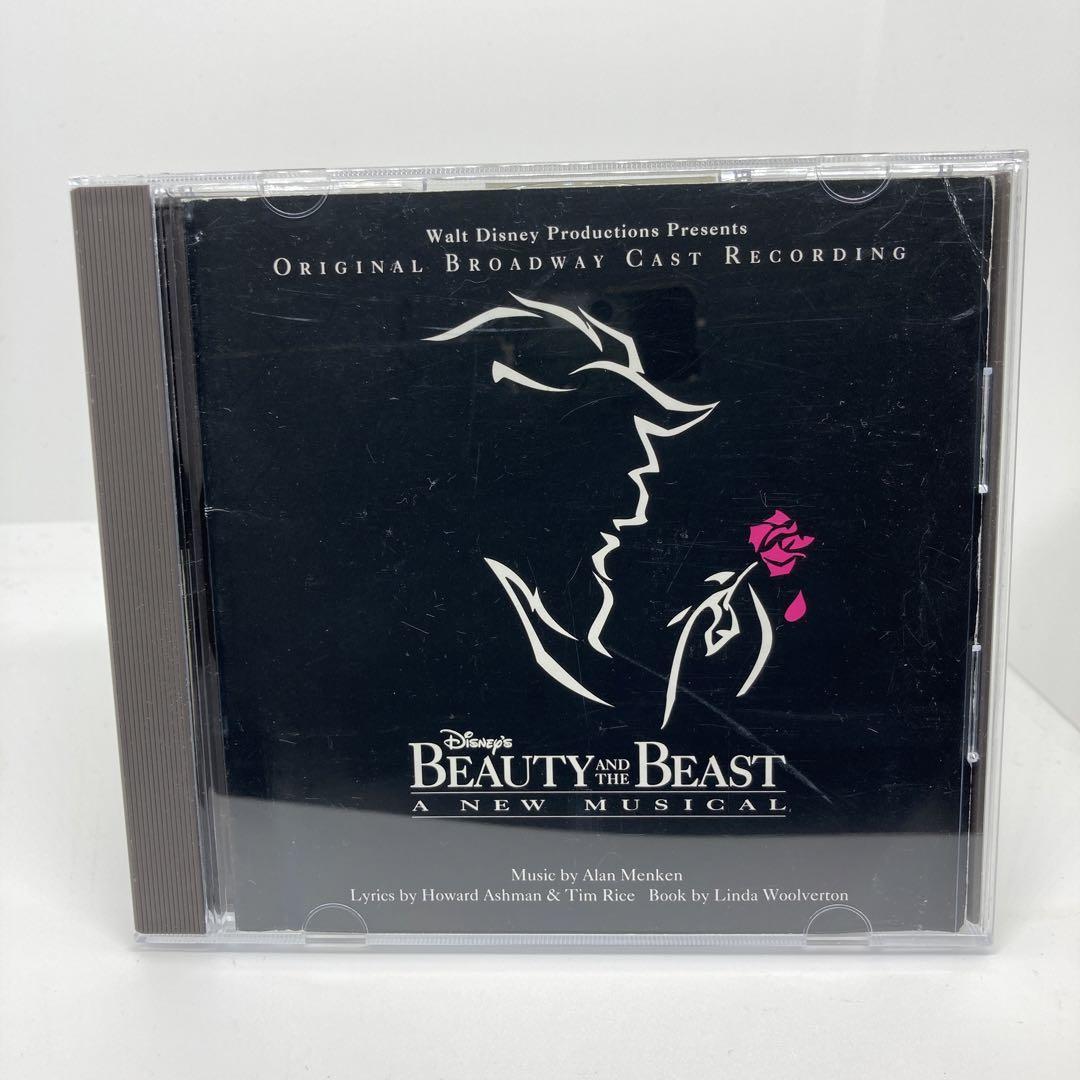 Walt Disney Productions Presents
ORIGINAL BROADWAY CAST RECORDING
DISNEY'S
BEAUTY AND THE BEAST
A NEW MUSICAL
Music by Alan Menken
Lyrics by Howard Ashman & Tim Rice Book by Linda Woolverton